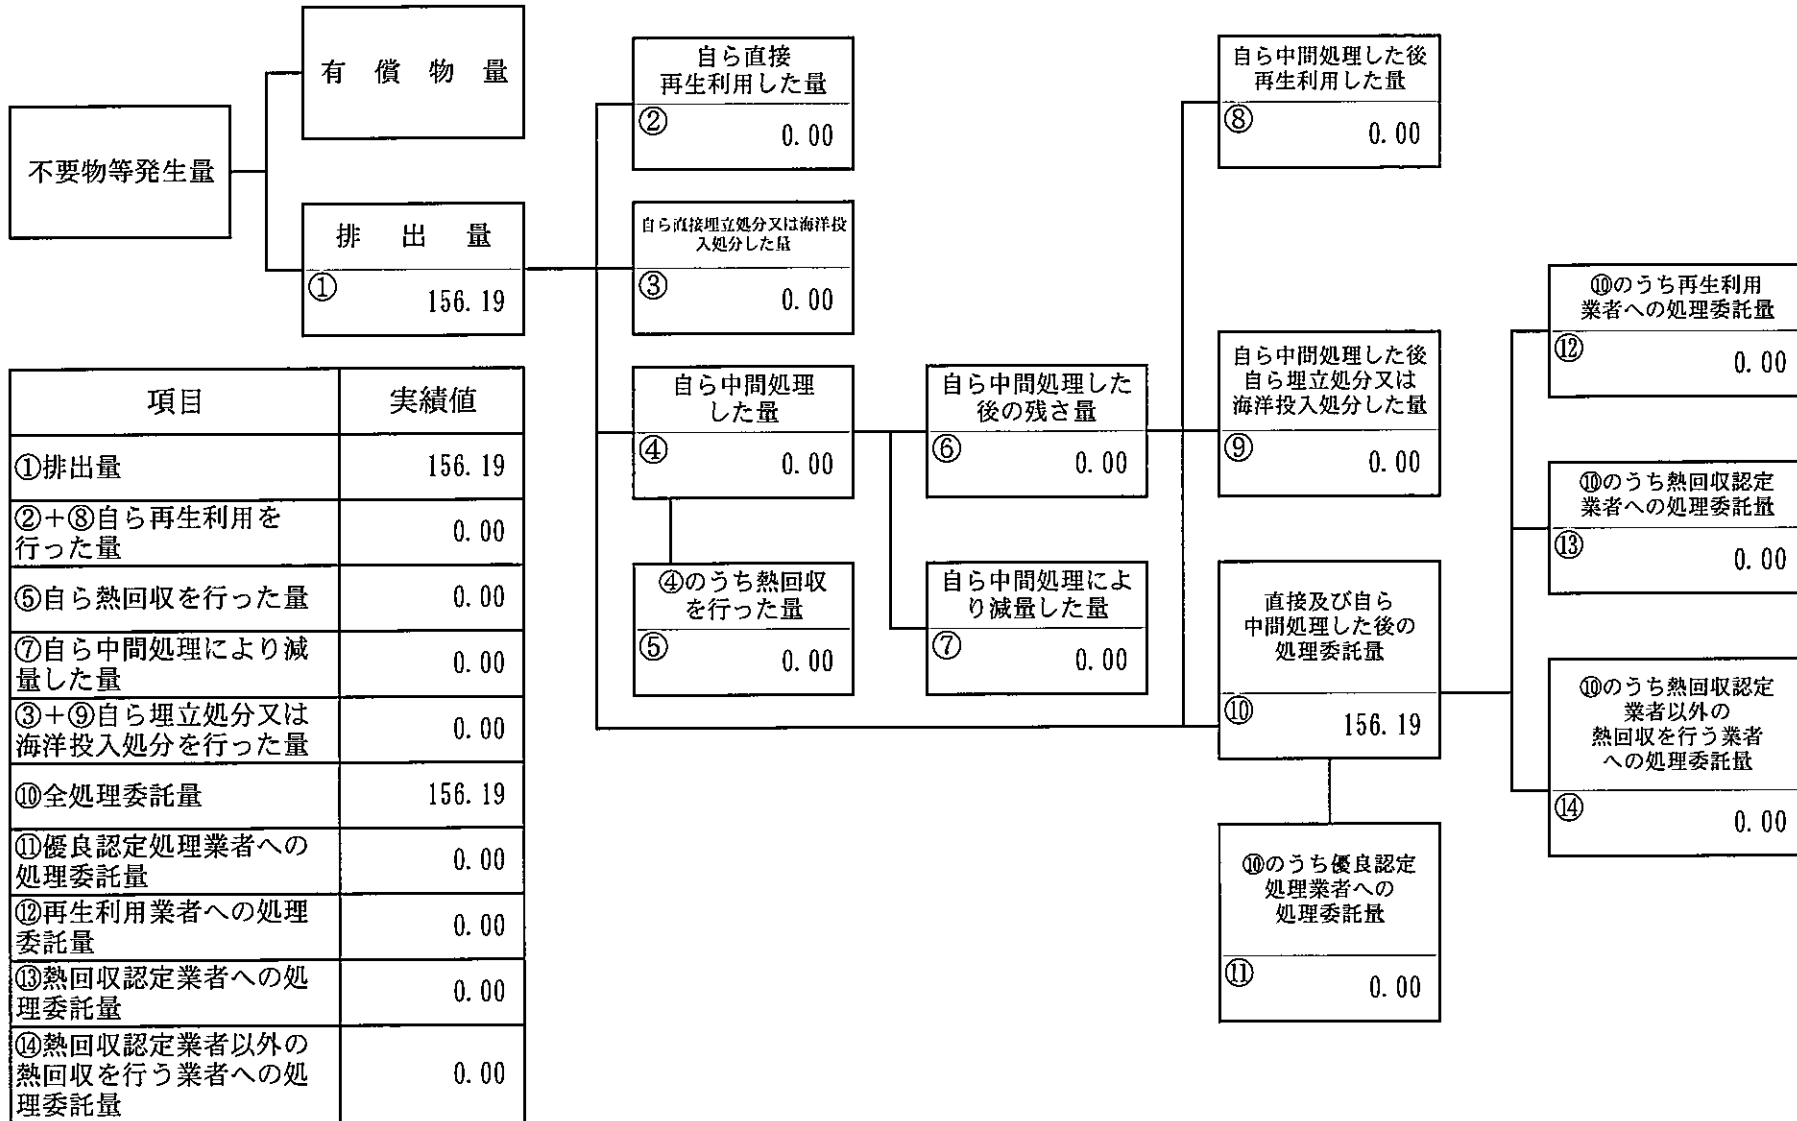 不要物等発生量
有償物量
排出量
①
156.19
自ら直接
再生利用した量
②
0.00
自ら直接埋立処分又は海洋投
入処分した量
③
0.00
自ら中間処理
した量
④
0.00
④のうち熱回収
を行った量
⑤
0.00
自ら中間処理した
後の残さ量
⑥
0.00
自ら中間処理によ
り減量した量
⑦
0.00
自ら中間処理した後
再生利用した量
⑧
0.00
自ら中間処理した後
自ら埋立処分又は
海洋投入処分した量
⑨
0.00
直接及び自ら
中間処理した後の
処理委託量
⑩
156.19
⑩のうち優良認定
処理業者への
処理委託量
⑪
0.00
⑩のうち再生利用
業者への処理委託量
⑫
0.00
⑩のうち熱回収認定
業者への処理委託量
⑬
0.00
⑩のうち熱回収認定
業者以外の
熱回収を行う業者
への処理委託量
⑭
0.00
項目 実績値
①排出量 156.19
②+⑧自ら再生利用を
行った量 0.00
⑤自ら熱回収を行った量 0.00
⑦自ら中間処理により減
量した量 0.00
③+⑨自ら埋立処分又は
海洋投入処分を行った量 0.00
⑩全処理委託量 156.19
⑪優良認定処理業者への
処理委託量 0.00
⑫再生利用業者への処理
委託量 0.00
⑬熱回収認定業者への処
理委託量 0.00
⑭熱回収認定業者以外の
熱回収を行う業者への処
理委託量 0.00